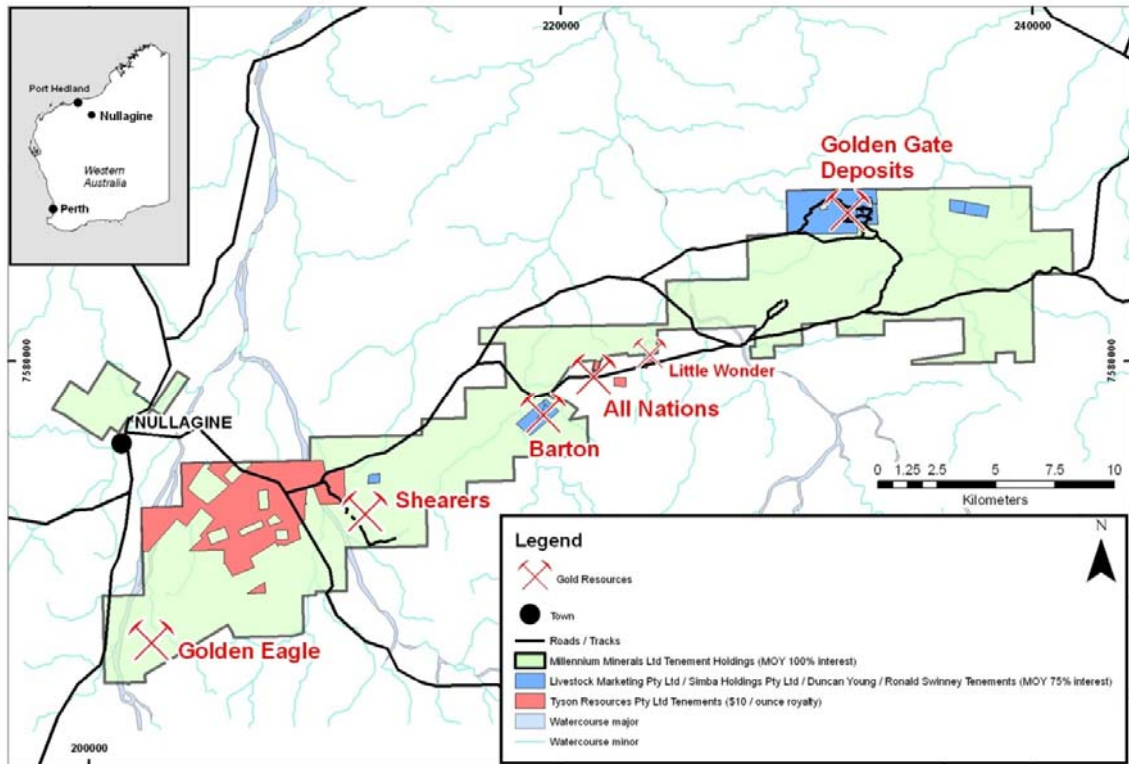 220000
240000
Port Hedland
Nullagine
Western
Australia
Perth
Golden Gate
Deposits
7580000
7580000
Little Wonder
All Nations
NULLAGINE
Barton
Shearers
0 1.25 2.5 5 7.5 10
Kilometers
Golden Eagle
Legend
N
Gold Resources
Town
Roads / Tracks
Millennium Minerals Ltd Tenement Holdings (MOY 100% interest)
Livestock Marketing Pty Ltd / Simba Holdings Pty Ltd / Duncan Young / Ronald Swinney Tenements (MOY 75% interest)
Tyson Resources Pty Ltd Tenements ($10 / ounce royalty)
Watercourse major
Watercourse minor
200000